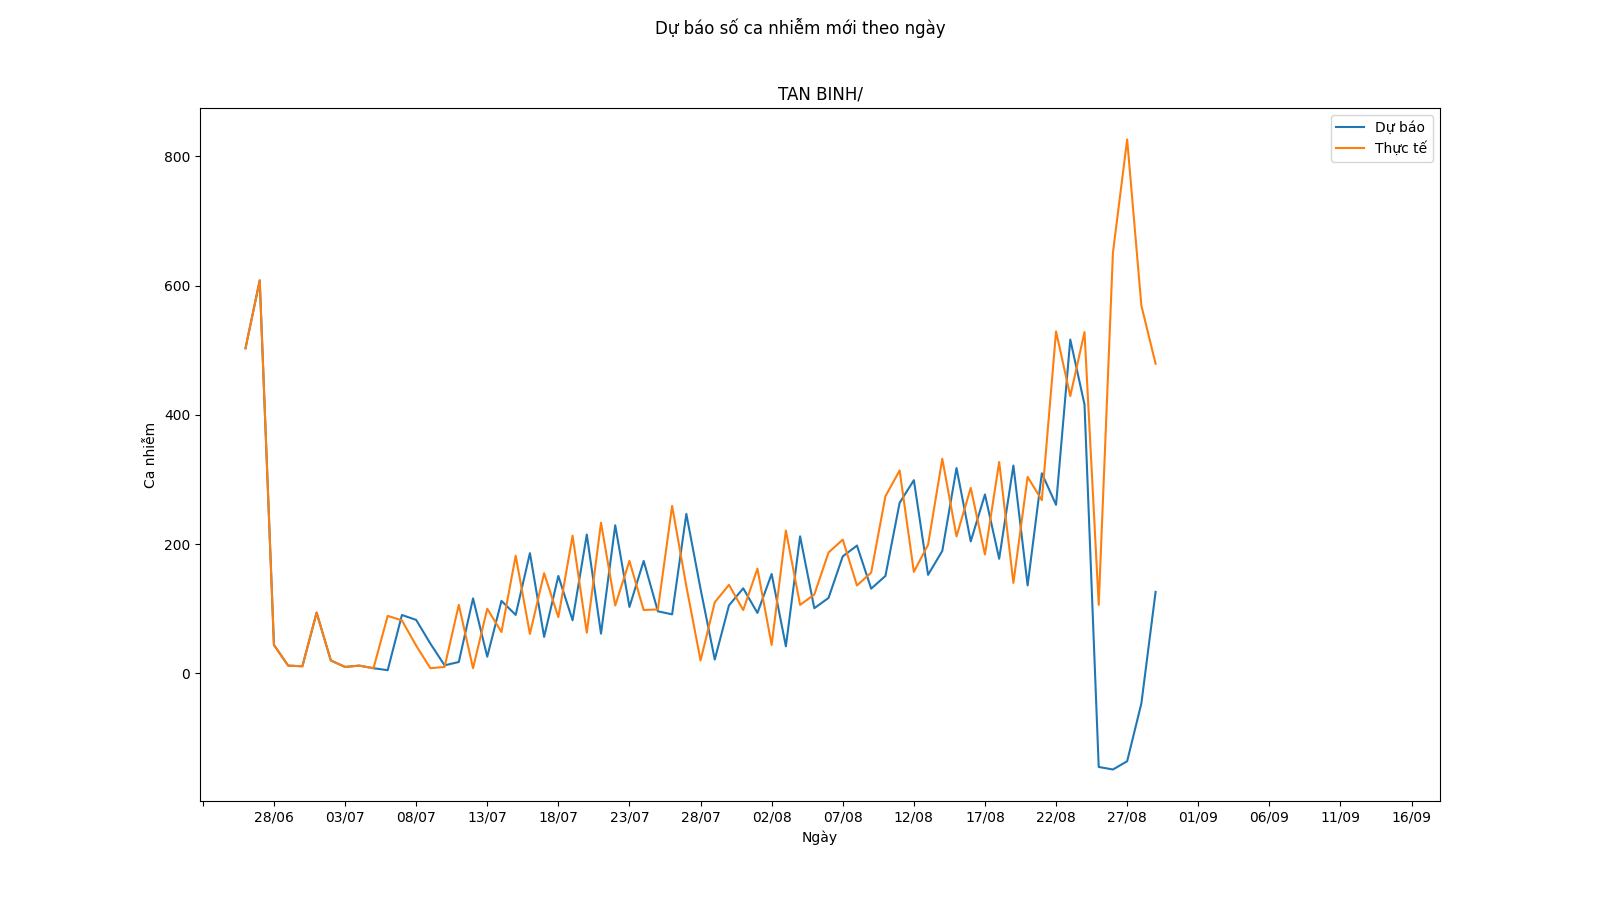 Dự báo số ca nhiễm mới theo ngày
TAN BINH/
Dự báo
Thực tế
800
600
400
200
0
Ca nhiễm
28/06 03/07 08/07 13/07 18/07 23/07 28/07 02/08 07/08 12/08 17/08 22/08 27/08 01/09 06/09 11/09 16/09
Ngày